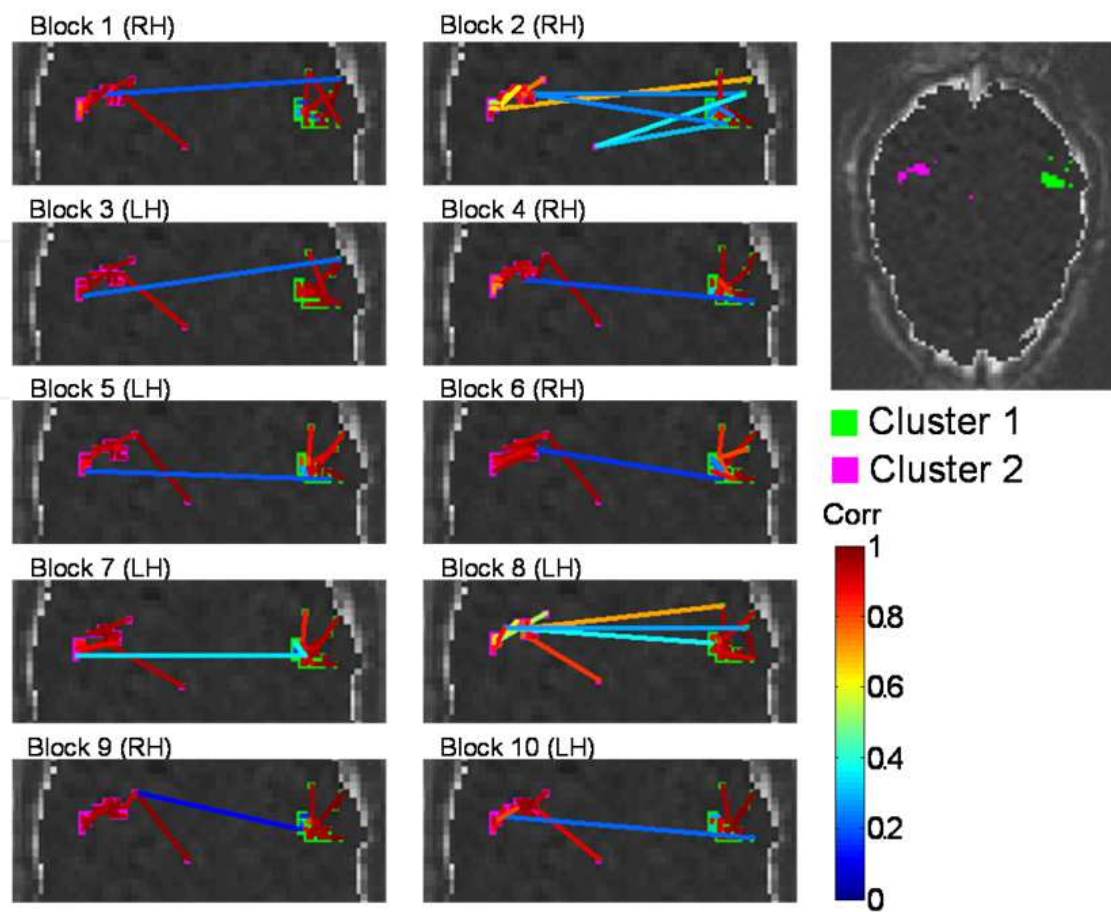 Block 1 (RH)
Block 2 (RH)
Block 3 (LH)
Block 4 (RH)
Block 5 (LH)
Block 6 (RH)
Block 7 (LH)
Block 8 (LH)
Block 9 (RH)
Block 10 (LH)
Cluster 1
Cluster 2
Corr
1
0.8
0.6
0.4
0.2
0